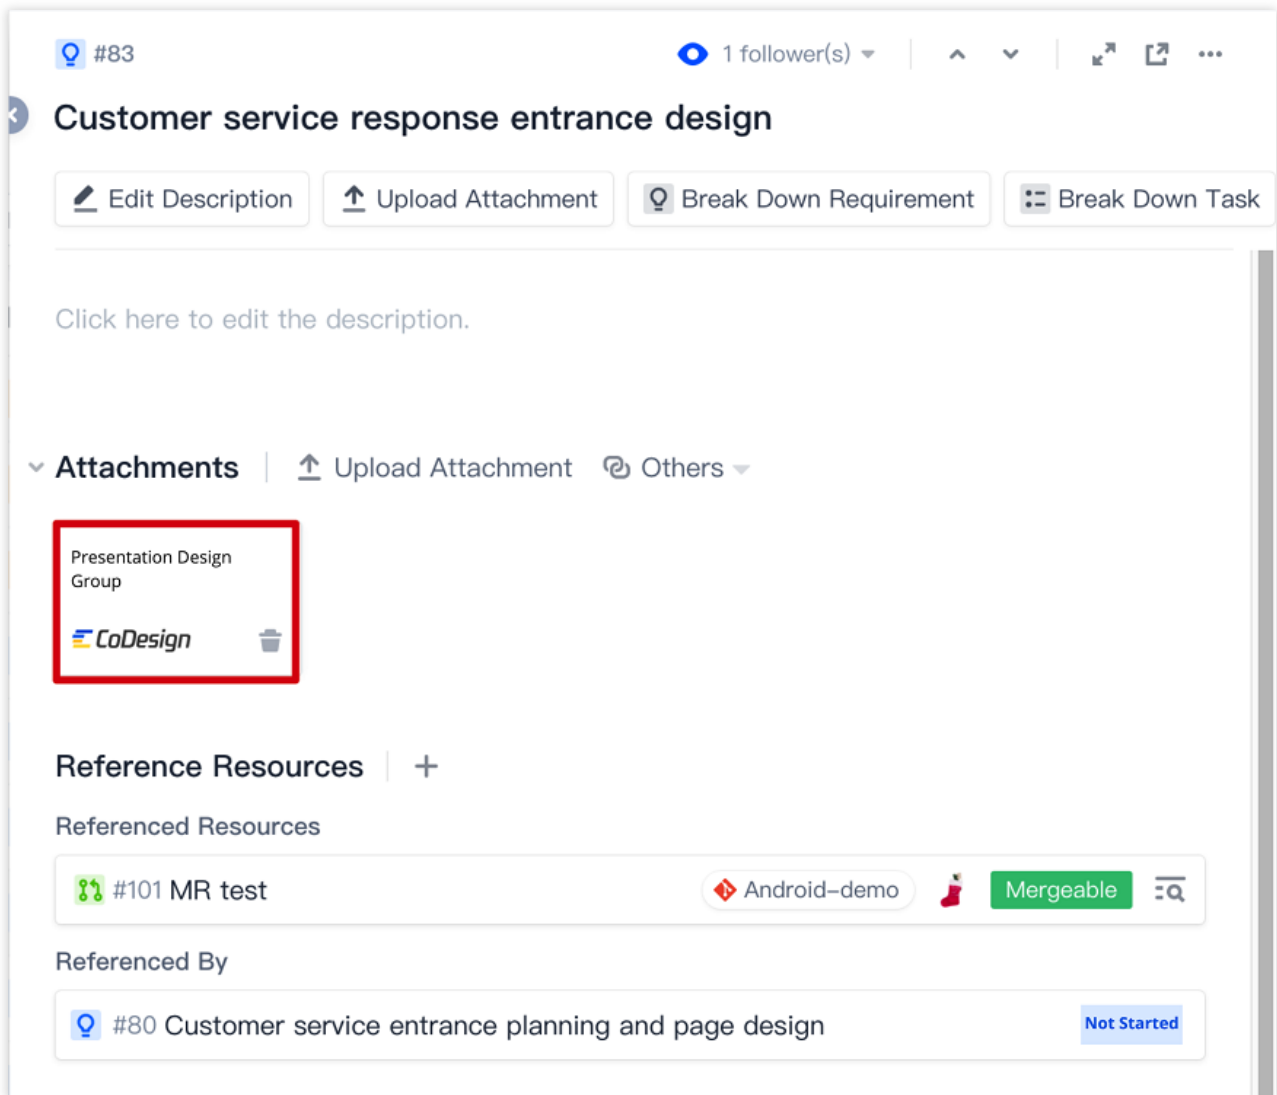 #83
1 follower(s)
Customer service response entrance design
Edit Description
Upload Attachment
Break Down Requirement
Break Down Task
Click here to edit the description.
Attachments
Upload Attachment
Others
Presentation Design
Group
CoDesign
Reference Resources
Referenced Resources
#101 MR test
Android-demo
Mergeable
Referenced By
#80 Customer service entrance planning and page design
Not Started